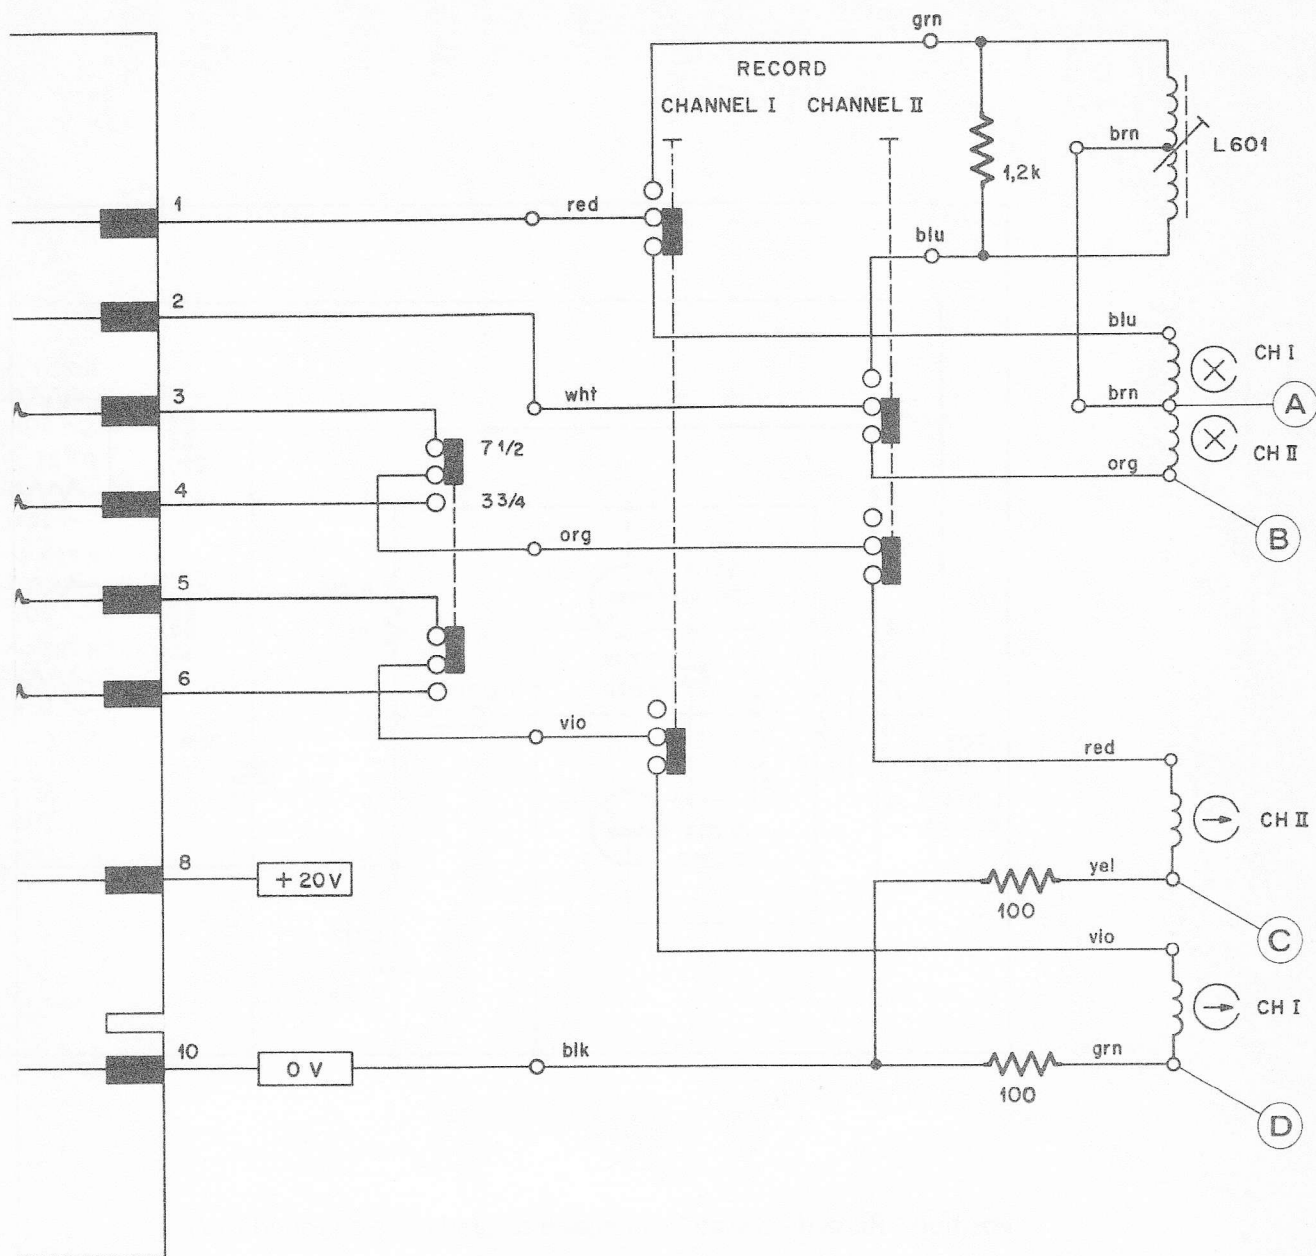 grn
RECORD
CHANNEL I CHANNEL II
brn
L601
1,2k
1
red
blu
2
blu
CH I
3
wht
brn
A
7 1/2
CH II
org
4
3 3/4
org
B
5
6
vio
red
CH II
8
yel
+ 20 V
100
C
vio
CH I
10
blk
grn
0 V
100
D